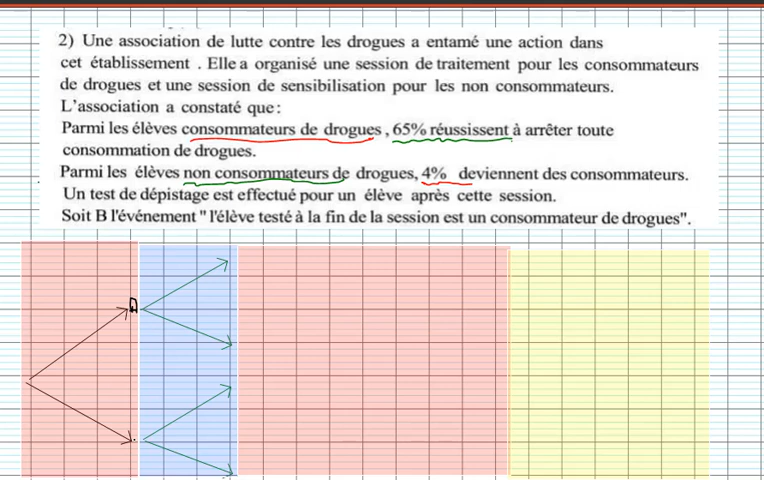 2) Une association de lutte contre les drogues a entamé une action dans
cet établissement . Elle a organisé une session de traitement pour les consommateurs
de drogues et une session de sensibilisation pour les non consommateurs.
L'association a constaté que :
Parmi les élèves consommateurs de drogues , 65% réussissent à arrêter toute
consommation de drogues.
Parmi les élèves non consommateurs de drogues, 4% deviennent des consommateurs.
Un test de dépistage est effectué pour un élève après cette session.
Soit B l'événement " l'élève testé à la fin de la session est un consommateur de drogues".
A